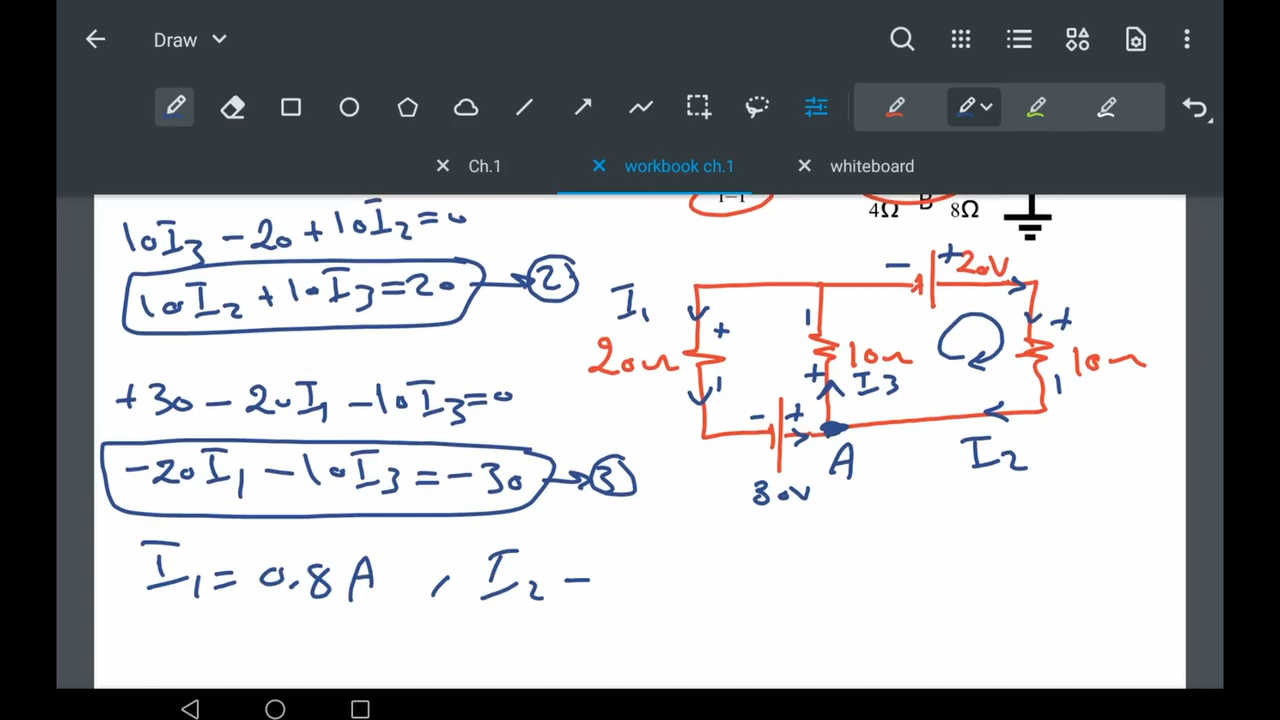 Draw
Ch.1
workbook ch.1
whiteboard
10I₃ - 20 + 10I₂ = 0
10I₂ + 10I₃ = 20 → ②
+30 - 20I₁ - 10I₃ = 0
-20I₁ - 10I₃ = -30 → ③
I₁ = 0.8 A , I₂ -
4Ω B 8Ω
- + 20V
I₁
+
20Ω
10Ω
+
I₃
+
10Ω
- +
A
I₂
30V